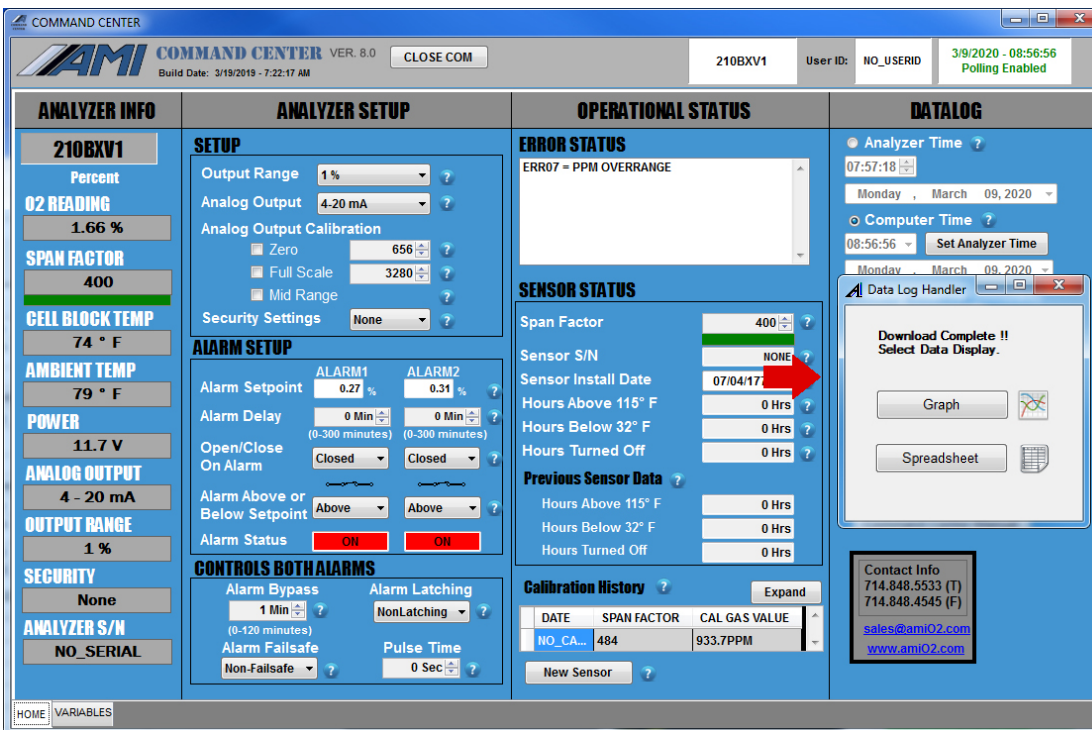 COMMAND CENTER
AMI COMMAND CENTER VER. 8.0 CLOSE COM
Build Date: 3/19/2019 - 7:22:17 AM
210BXV1 User ID: NO_USERID
3/9/2020 - 08:56:56
Polling Enabled
ANALYZER INFO
210BXV1
Percent
O2 READING
1.66 %
SPAN FACTOR
400
CELL BLOCK TEMP
74 ° F
AMBIENT TEMP
79 ° F
POWER
11.7 V
ANALOG OUTPUT
4 - 20 mA
OUTPUT RANGE
1 %
SECURITY
None
ANALYZER S/N
NO_SERIAL
ANALYZER SETUP
SETUP
Output Range 1 % ?
Analog Output 4-20 mA ?
Analog Output Calibration
Zero 656 ?
Full Scale 3280 ?
Mid Range ?
Security Settings None ?
ALARM SETUP
ALARM1 ALARM2
Alarm Setpoint 0.27 % 0.31 % ?
Alarm Delay 0 Min 0 Min ?
(0-300 minutes) (0-300 minutes)
Open/Close
On Alarm Closed Closed ?
Alarm Above or
Below Setpoint Above Above ?
Alarm Status ON ON
CONTROLS BOTH ALARMS
Alarm Bypass Alarm Latching
1 Min ? NonLatching ?
(0-120 minutes)
Alarm Failsafe Pulse Time
Non-Failsafe ? 0 Sec ?
OPERATIONAL STATUS
ERROR STATUS
ERR07 = PPM OVERRANGE
SENSOR STATUS
Span Factor 400 ?
Sensor S/N NONE ?
Sensor Install Date 07/04/177
Hours Above 115° F 0 Hrs ?
Hours Below 32° F 0 Hrs ?
Hours Turned Off 0 Hrs ?
Previous Sensor Data ?
Hours Above 115° F 0 Hrs
Hours Below 32° F 0 Hrs
Hours Turned Off 0 Hrs
Calibration History ? Expand
DATE SPAN FACTOR CAL GAS VALUE
NO_CA... 484 933.7PPM
New Sensor ?
DATALOG
Analyzer Time ?
07:57:18
Monday , March 09, 2020
Computer Time ?
08:56:56 Set Analyzer Time
Monday , March 09, 2020
Data Log Handler
Download Complete !!
Select Data Display.
Graph
Spreadsheet
Contact Info
714.848.5533 (T)
714.848.4545 (F)
sales@amiO2.com
www.amiO2.com
HOME VARIABLES